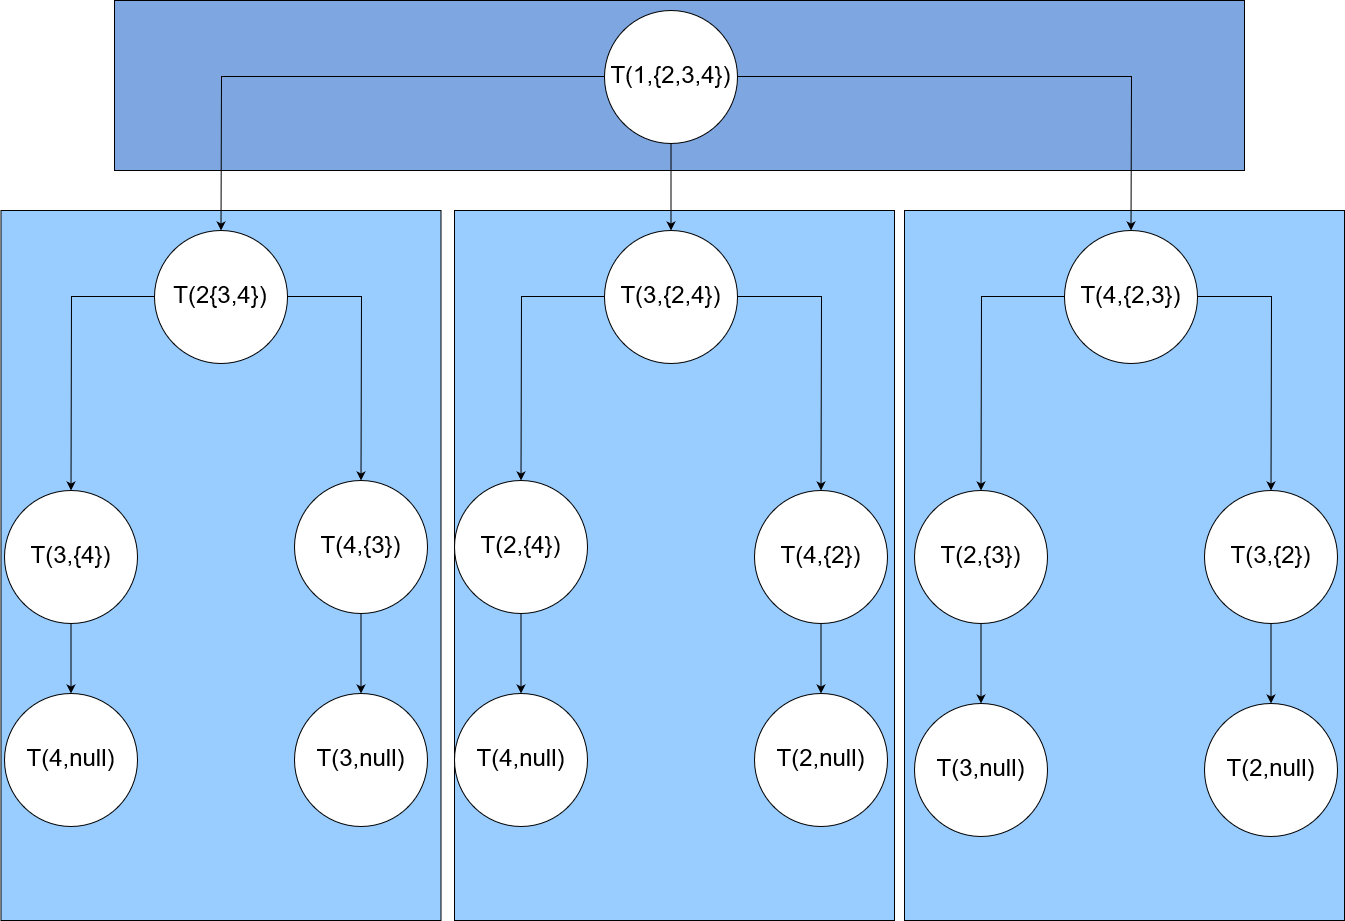 T(1,{2,3,4})
T(2{3,4})
T(3,{2,4})
T(4,{2,3})
T(3,{4})
T(4,{3})
T(2,{4})
T(4,{2})
T(2,{3})
T(3,{2})
T(4,null)
T(3,null)
T(4,null)
T(2,null)
T(3,null)
T(2,null)